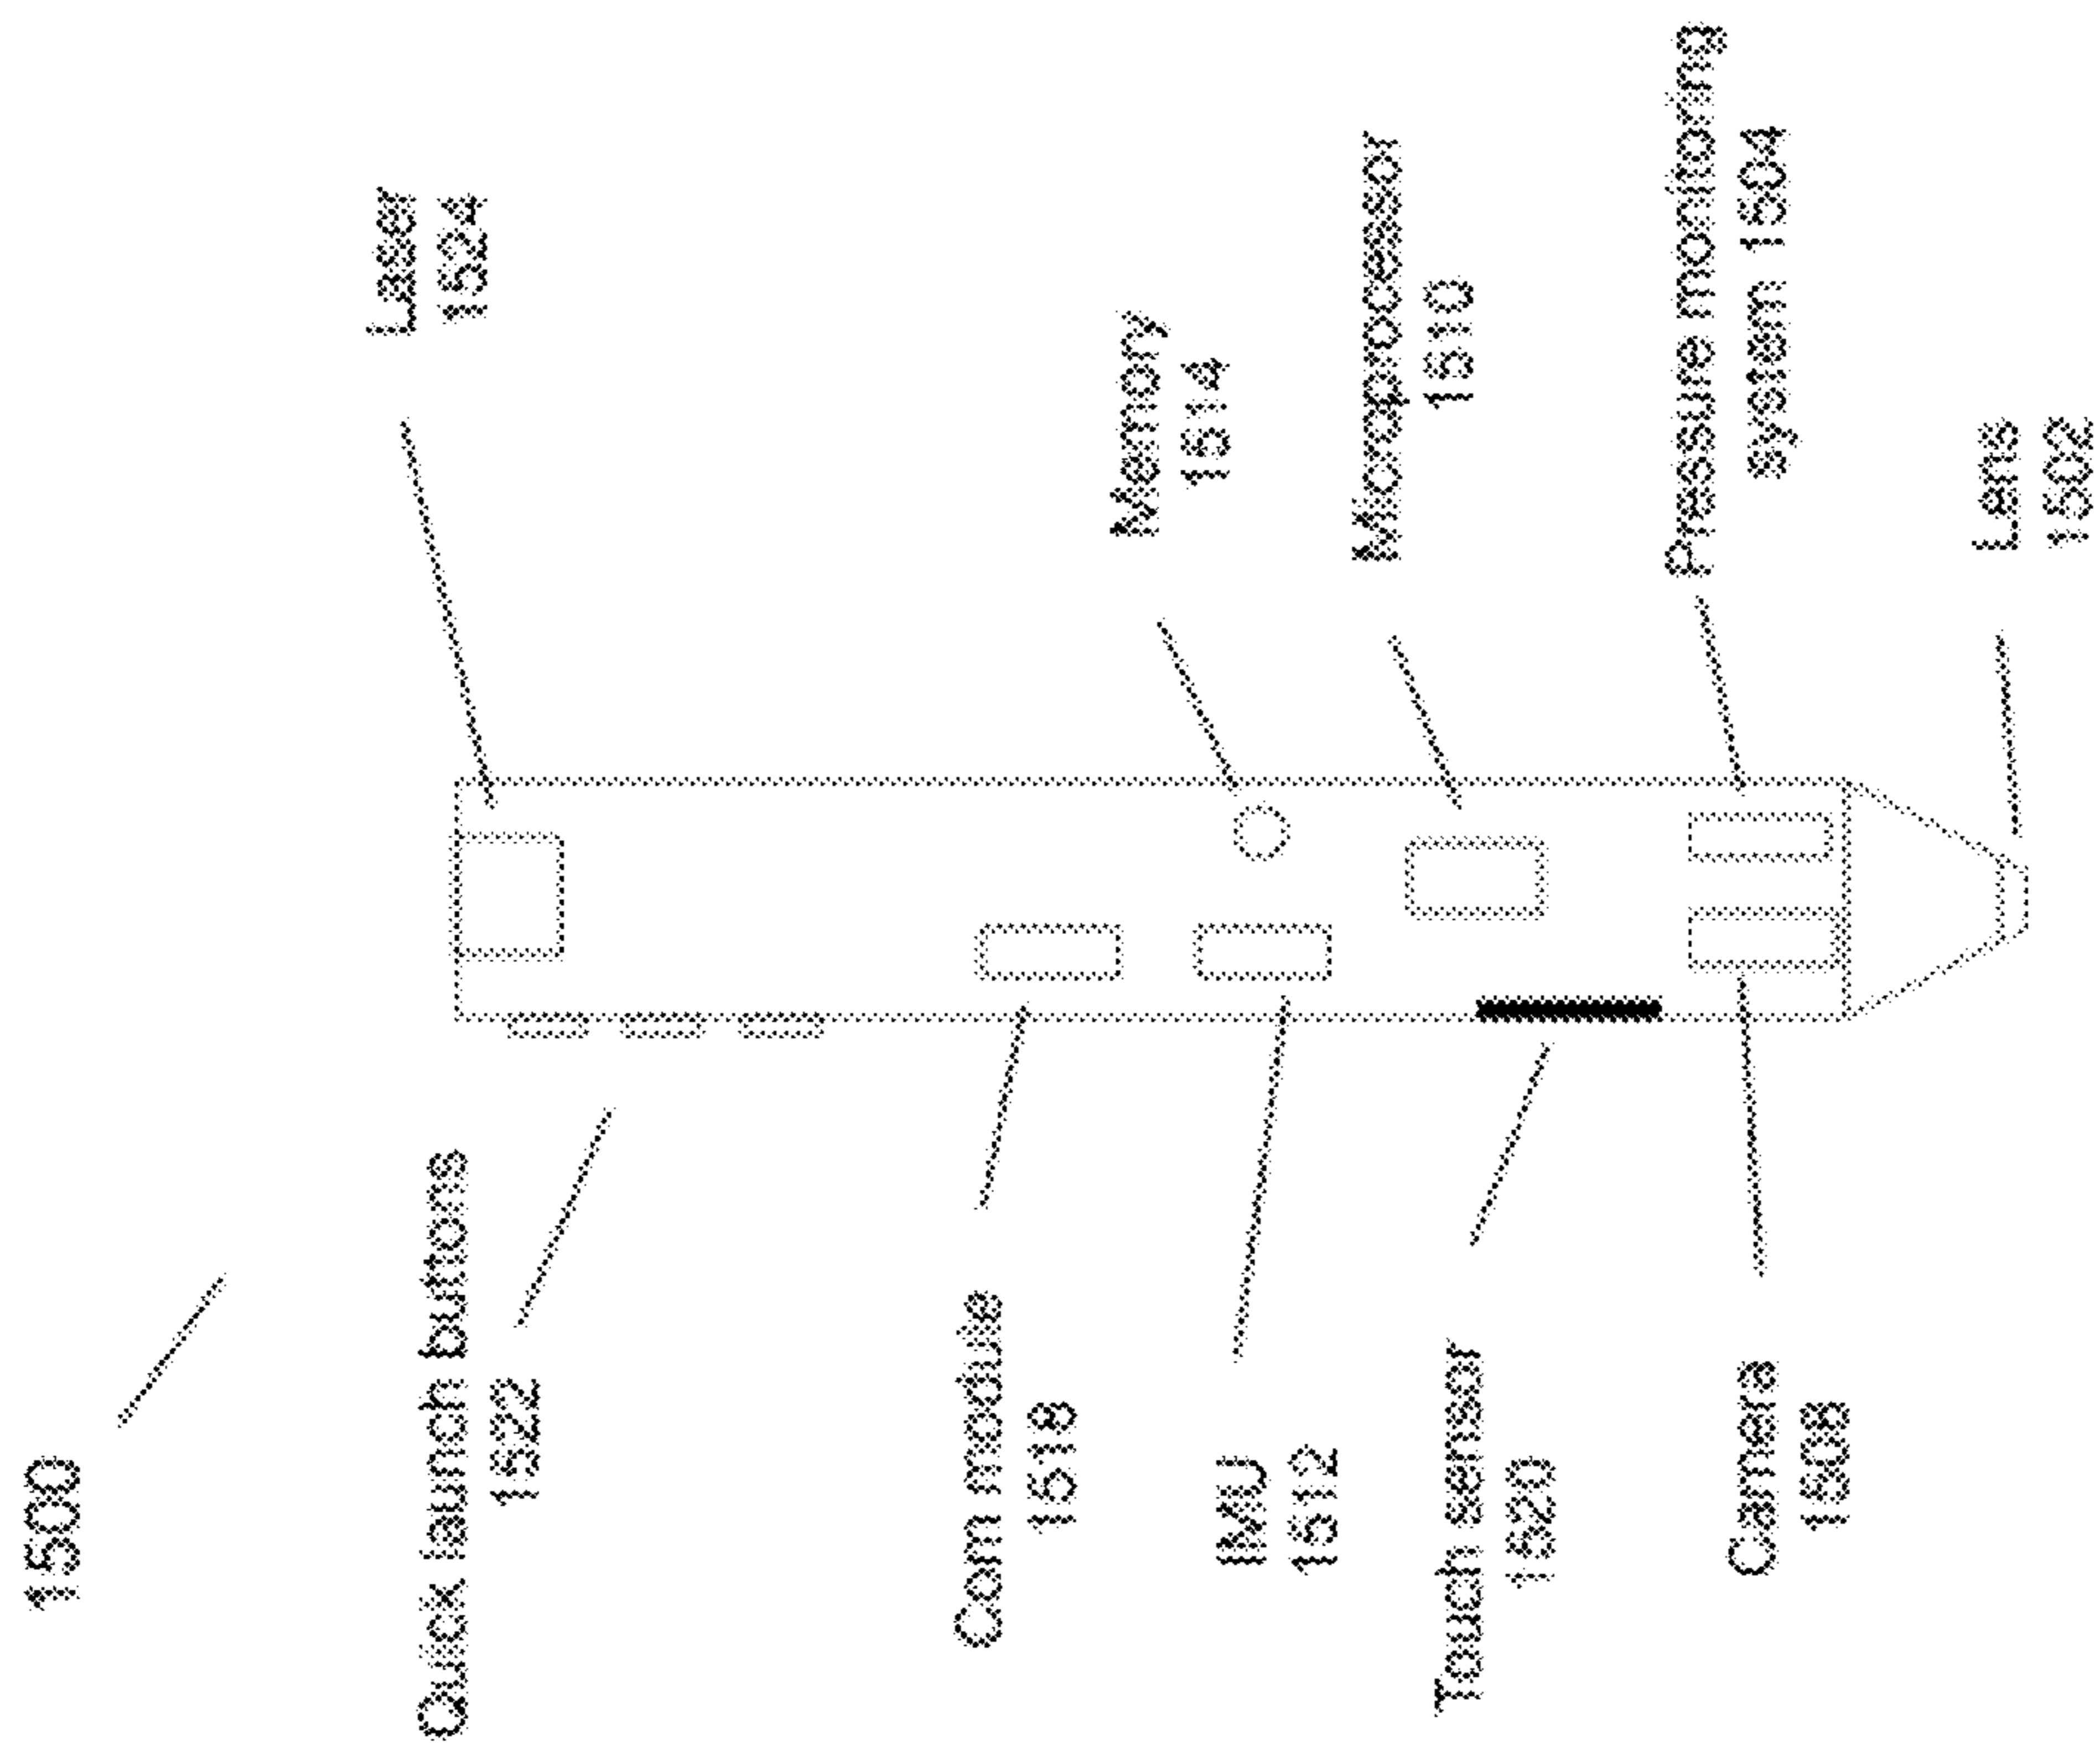 1500
Quick launch buttons
1522
Laser
1524
Com module
1518
Memory
1514
IMU
1512
Microprocessor
1510
Touch sensor
1520
Pressure monitoring
system 1504
Camera
1508
Lens
1502